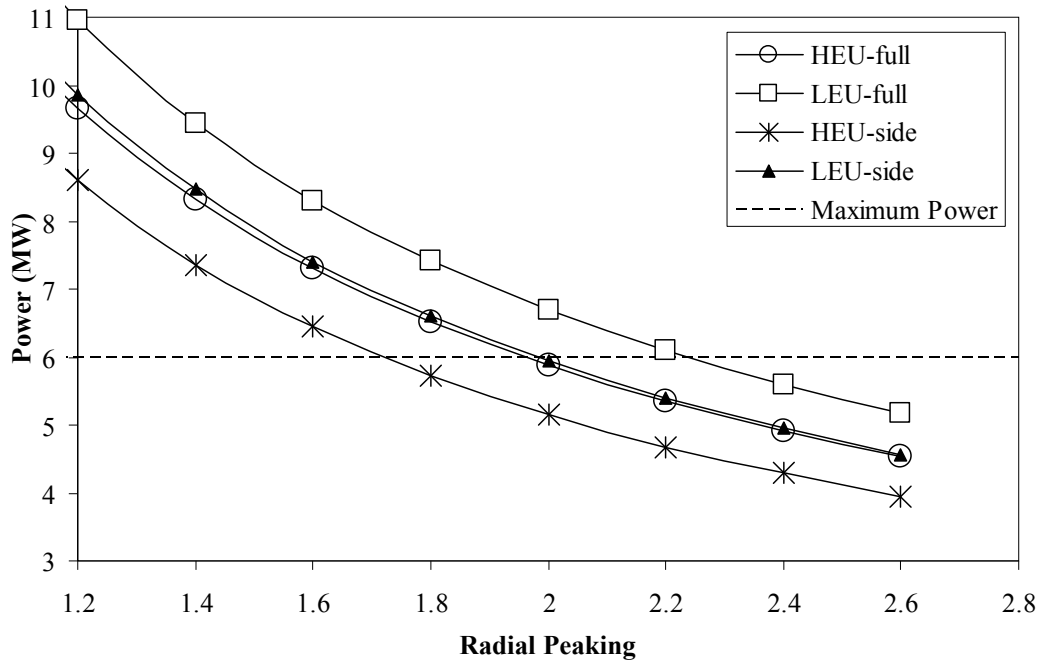 11
10
9
8
7
6
5
4
3
Power (MW)
HEU-full
LEU-full
HEU-side
LEU-side
Maximum Power
1.2 1.4 1.6 1.8 2 2.2 2.4 2.6 2.8
Radial Peaking